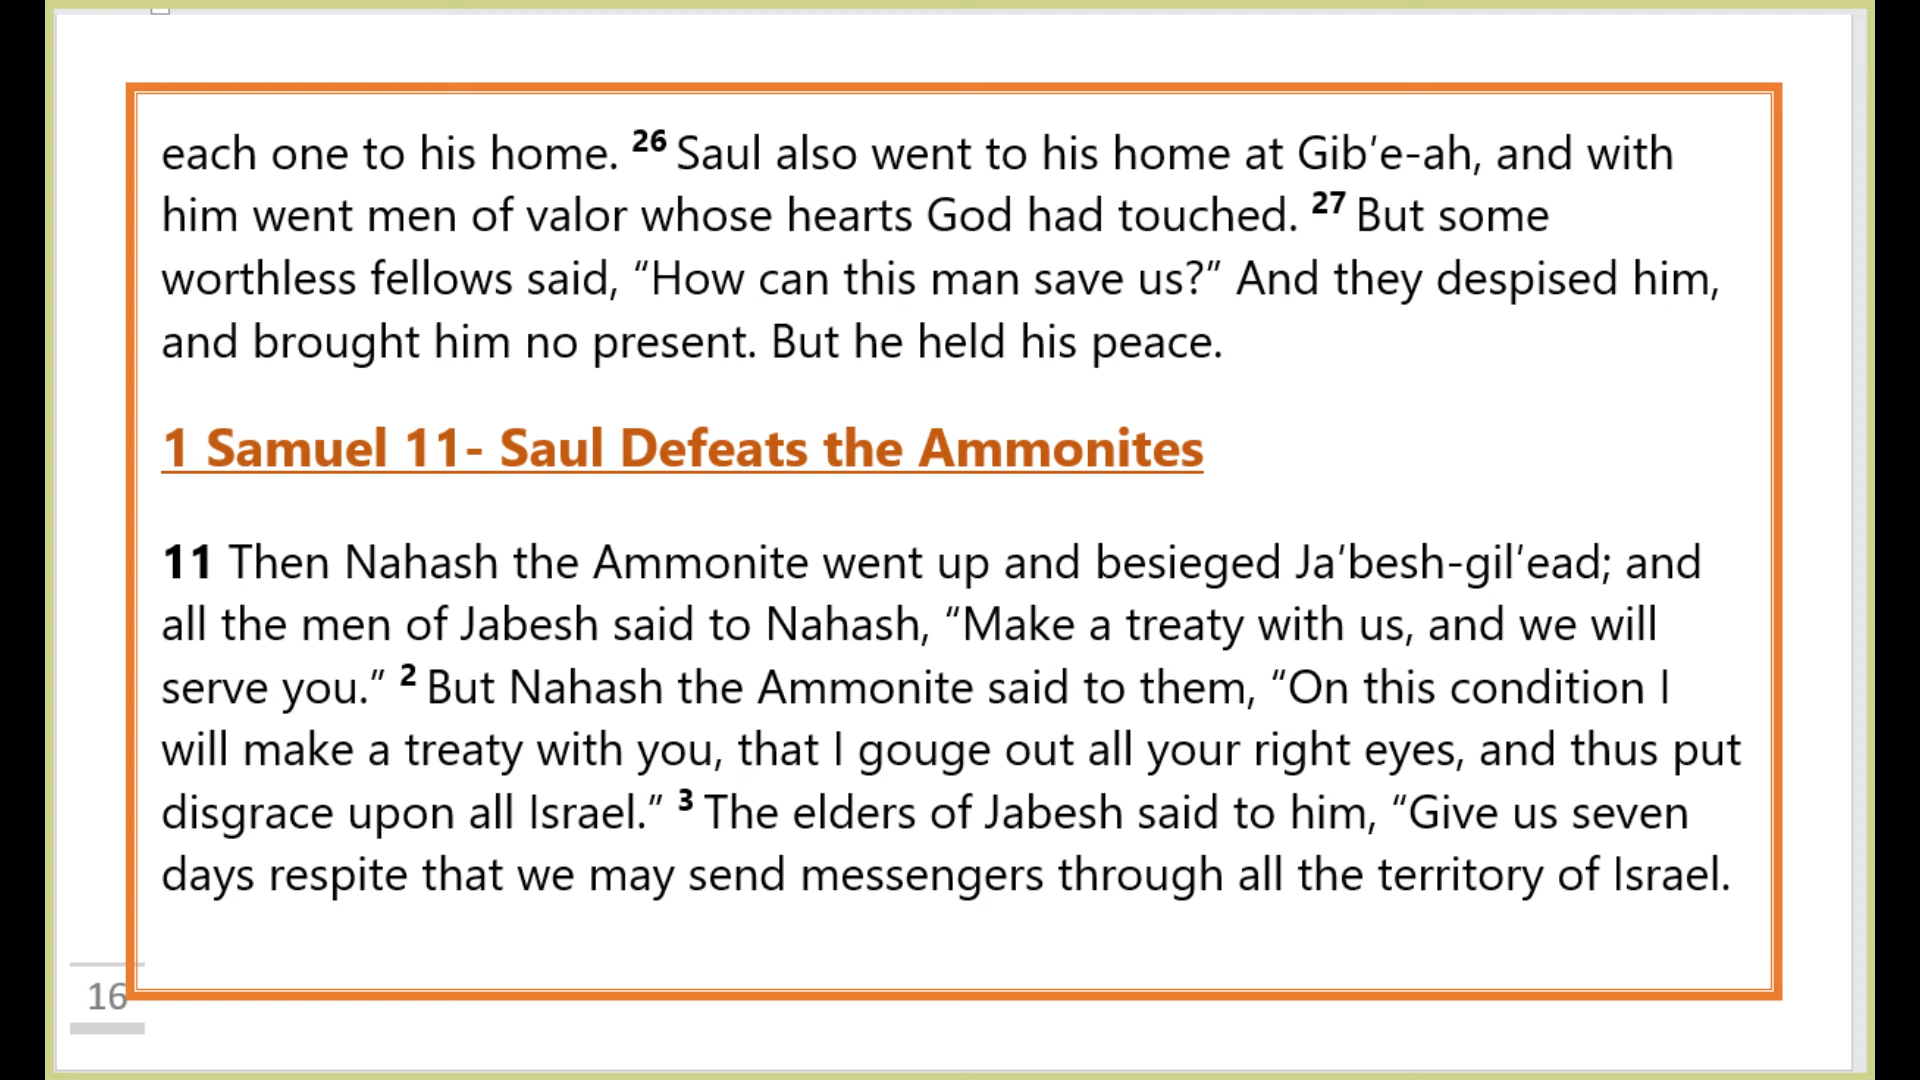 each one to his home. 26 Saul also went to his home at Gib′e-ah, and with
him went men of valor whose hearts God had touched. 27 But some
worthless fellows said, “How can this man save us?” And they despised him,
and brought him no present. But he held his peace.
1 Samuel 11- Saul Defeats the Ammonites
11 Then Nahash the Ammonite went up and besieged Ja′besh-gil′ead; and
all the men of Jabesh said to Nahash, “Make a treaty with us, and we will
serve you.” 2 But Nahash the Ammonite said to them, “On this condition I
will make a treaty with you, that I gouge out all your right eyes, and thus put
disgrace upon all Israel.” 3 The elders of Jabesh said to him, “Give us seven
days respite that we may send messengers through all the territory of Israel.
16